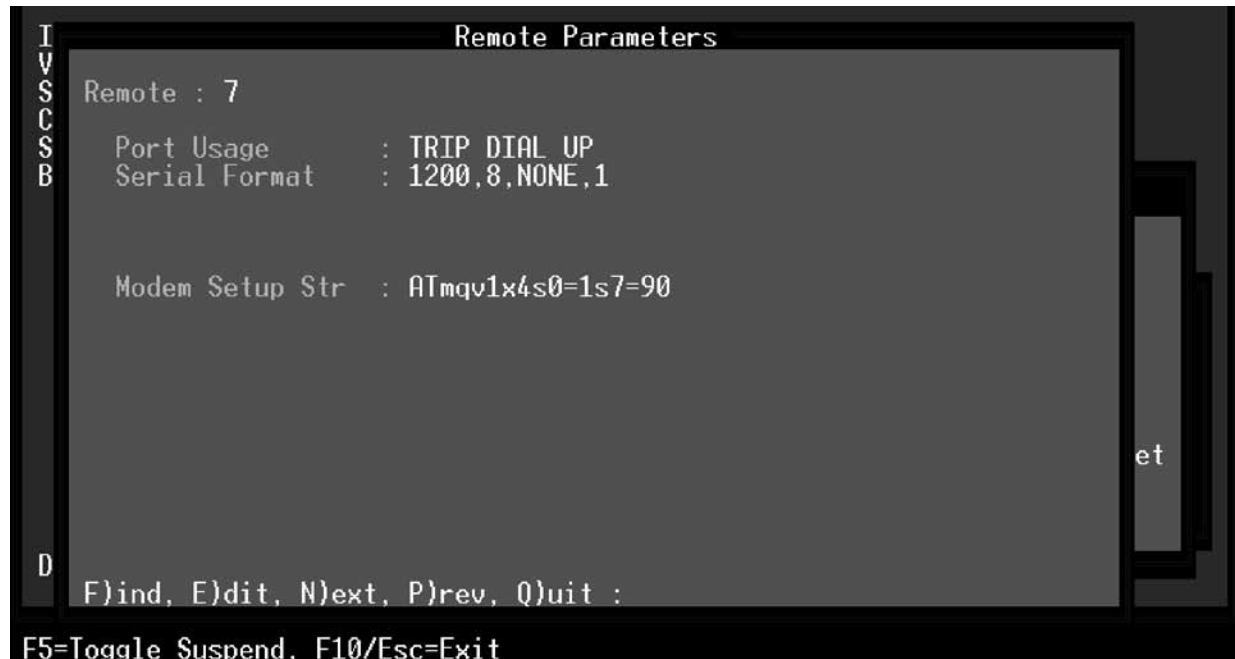 Remote Parameters
I
V
S
C
S
B
Remote : 7
Port Usage : TRIP DIAL UP
Serial Format : 1200,8,NONE,1
Modem Setup Str : ATmqv1x4s0=1s7=90
et
D
F)ind, E)dit, N)ext, P)rev, Q)uit :
F5=Toggle Suspend, F10/Esc=Exit